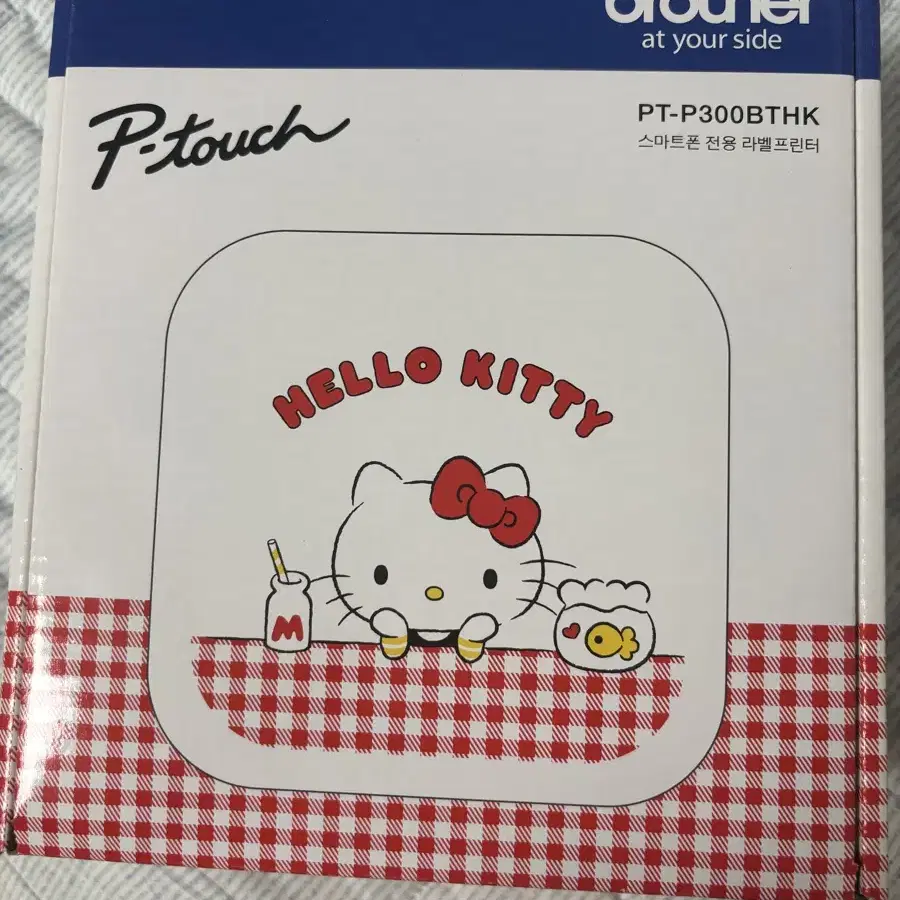 brother
at your side
P-touch
PT-P300BTHK
스마트폰 전용 라벨프린터
HELLO KITTY
M